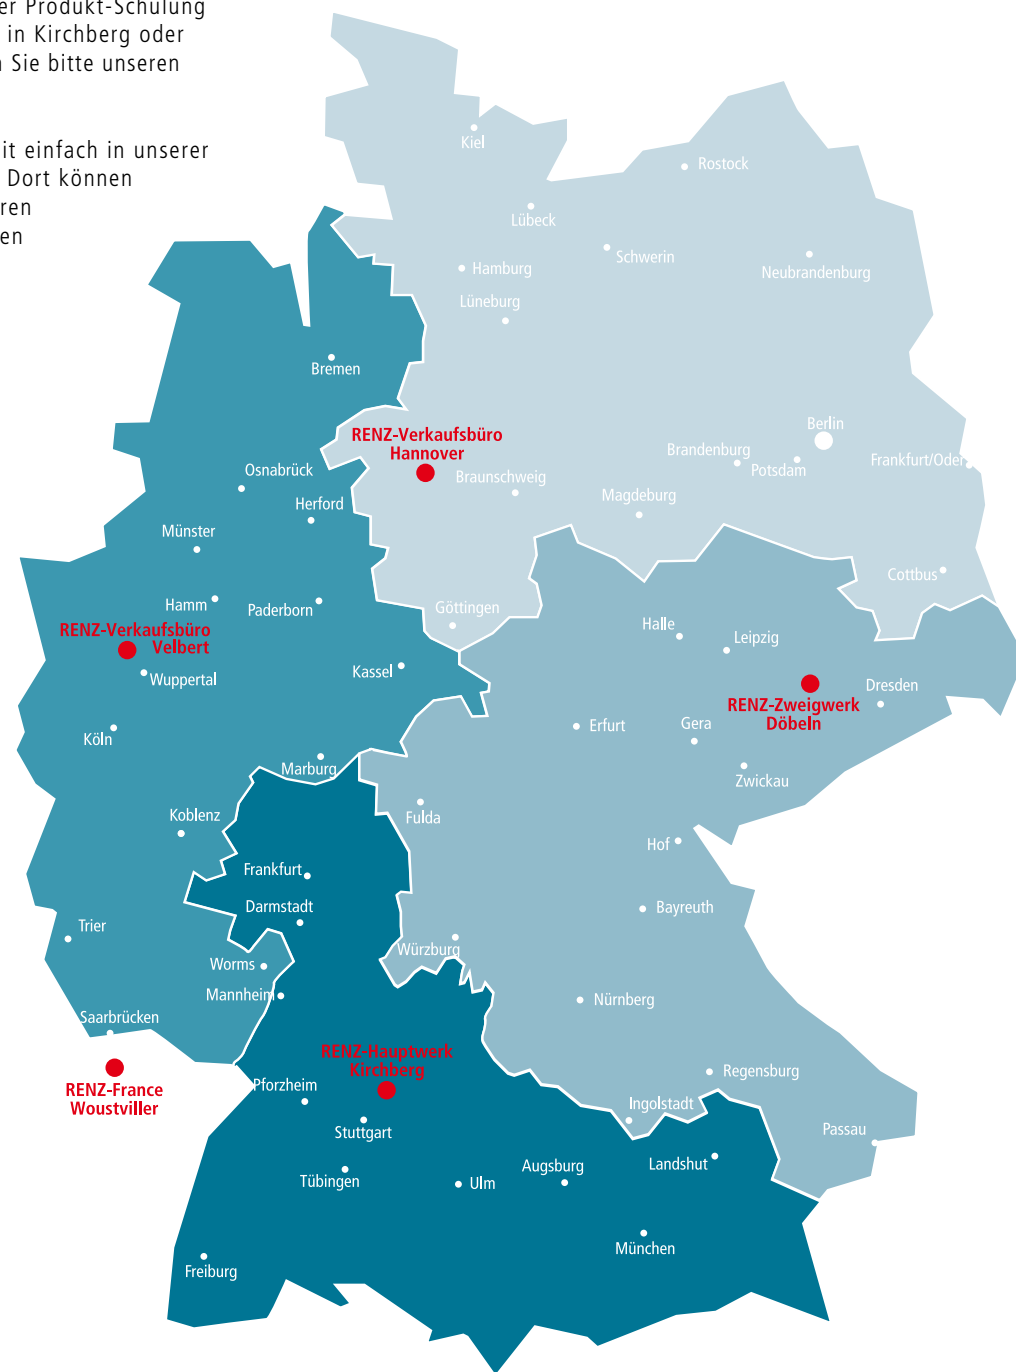 er Produkt-Schulung
in Kirchberg oder
Sie bitte unseren
it einfach in unserer
Dort können
ren
en
Kiel
Rostock
Lübeck
Schwerin
Hamburg
Neubrandenburg
Lüneburg
Bremen
Berlin
RENZ-Verkaufsbüro
Hannover
Brandenburg
Potsdam
Frankfurt/Oder
Osnabrück
Braunschweig
Magdeburg
Herford
Münster
Cottbus
Hamm
Paderborn
Göttingen
Halle
Leipzig
RENZ-Verkaufsbüro
Velbert
Wuppertal
Kassel
Dresden
RENZ-Zweigwerk
Döbeln
Köln
Erfurt
Gera
Marburg
Zwickau
Koblenz
Fulda
Hof
Frankfurt
Darmstadt
Bayreuth
Trier
Würzburg
Worms
Mannheim
Nürnberg
Saarbrücken
RENZ-Hauptwerk
Kirchberg
Regensburg
RENZ-France
Woustviller
Pforzheim
Ingolstadt
Stuttgart
Passau
Augsburg
Landshut
Tübingen
Ulm
München
Freiburg